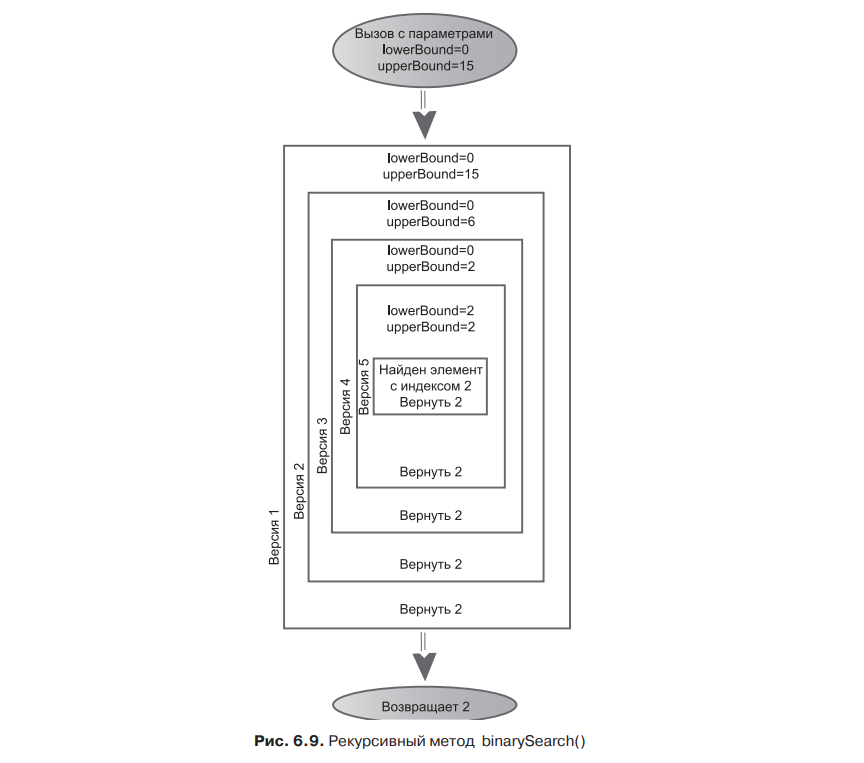 Вызов с параметрами
lowerBound=0
upperBound=15
lowerBound=0
upperBound=15
lowerBound=0
upperBound=6
lowerBound=0
upperBound=2
lowerBound=2
upperBound=2
Найден элемент
с индексом 2
Вернуть 2
Версия 5
Вернуть 2
Версия 4
Вернуть 2
Версия 3
Вернуть 2
Версия 2
Вернуть 2
Версия 1
Возвращает 2
Рис. 6.9. Рекурсивный метод binarySearch()